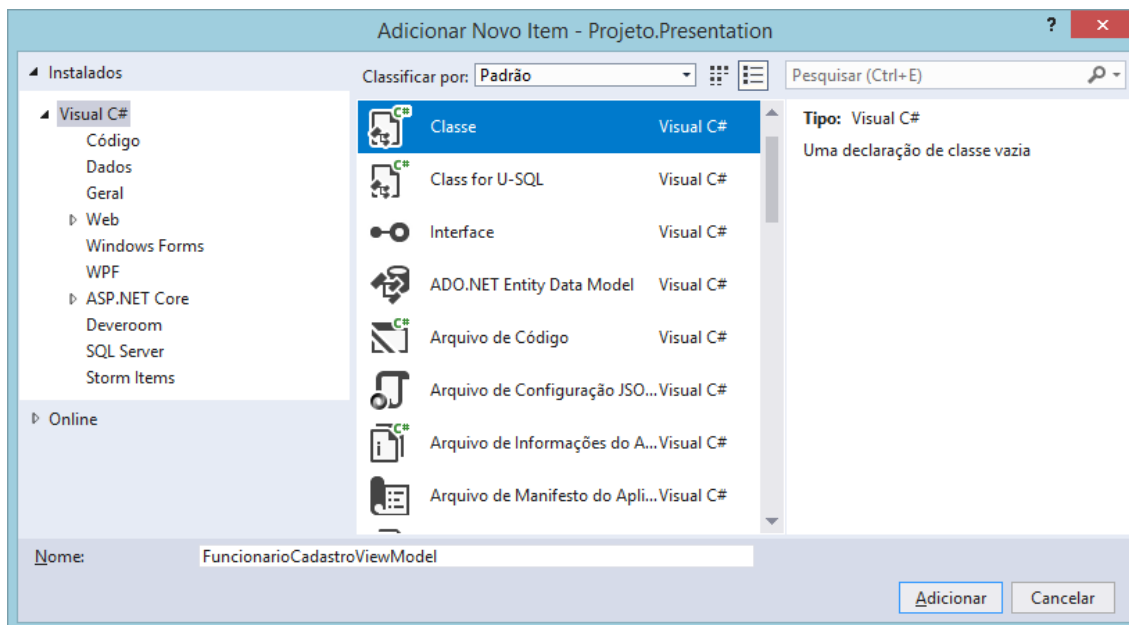 Adicionar Novo Item - Projeto.Presentation
?
Instalados
Classificar por: Padrão
Pesquisar (Ctrl+E)
Visual C#
Código
Dados
Geral
Web
Windows Forms
WPF
ASP.NET Core
Deveroom
SQL Server
Storm Items
Online
C# Classe Visual C#
C# Class for U-SQL Visual C#
Interface Visual C#
ADO.NET Entity Data Model Visual C#
C# Arquivo de Código Visual C#
Arquivo de Configuração JSO... Visual C#
C# Arquivo de Informações do A... Visual C#
Arquivo de Manifesto do Apli... Visual C#
Tipo: Visual C#
Uma declaração de classe vazia
Nome: FuncionarioCadastroViewModel
Adicionar Cancelar